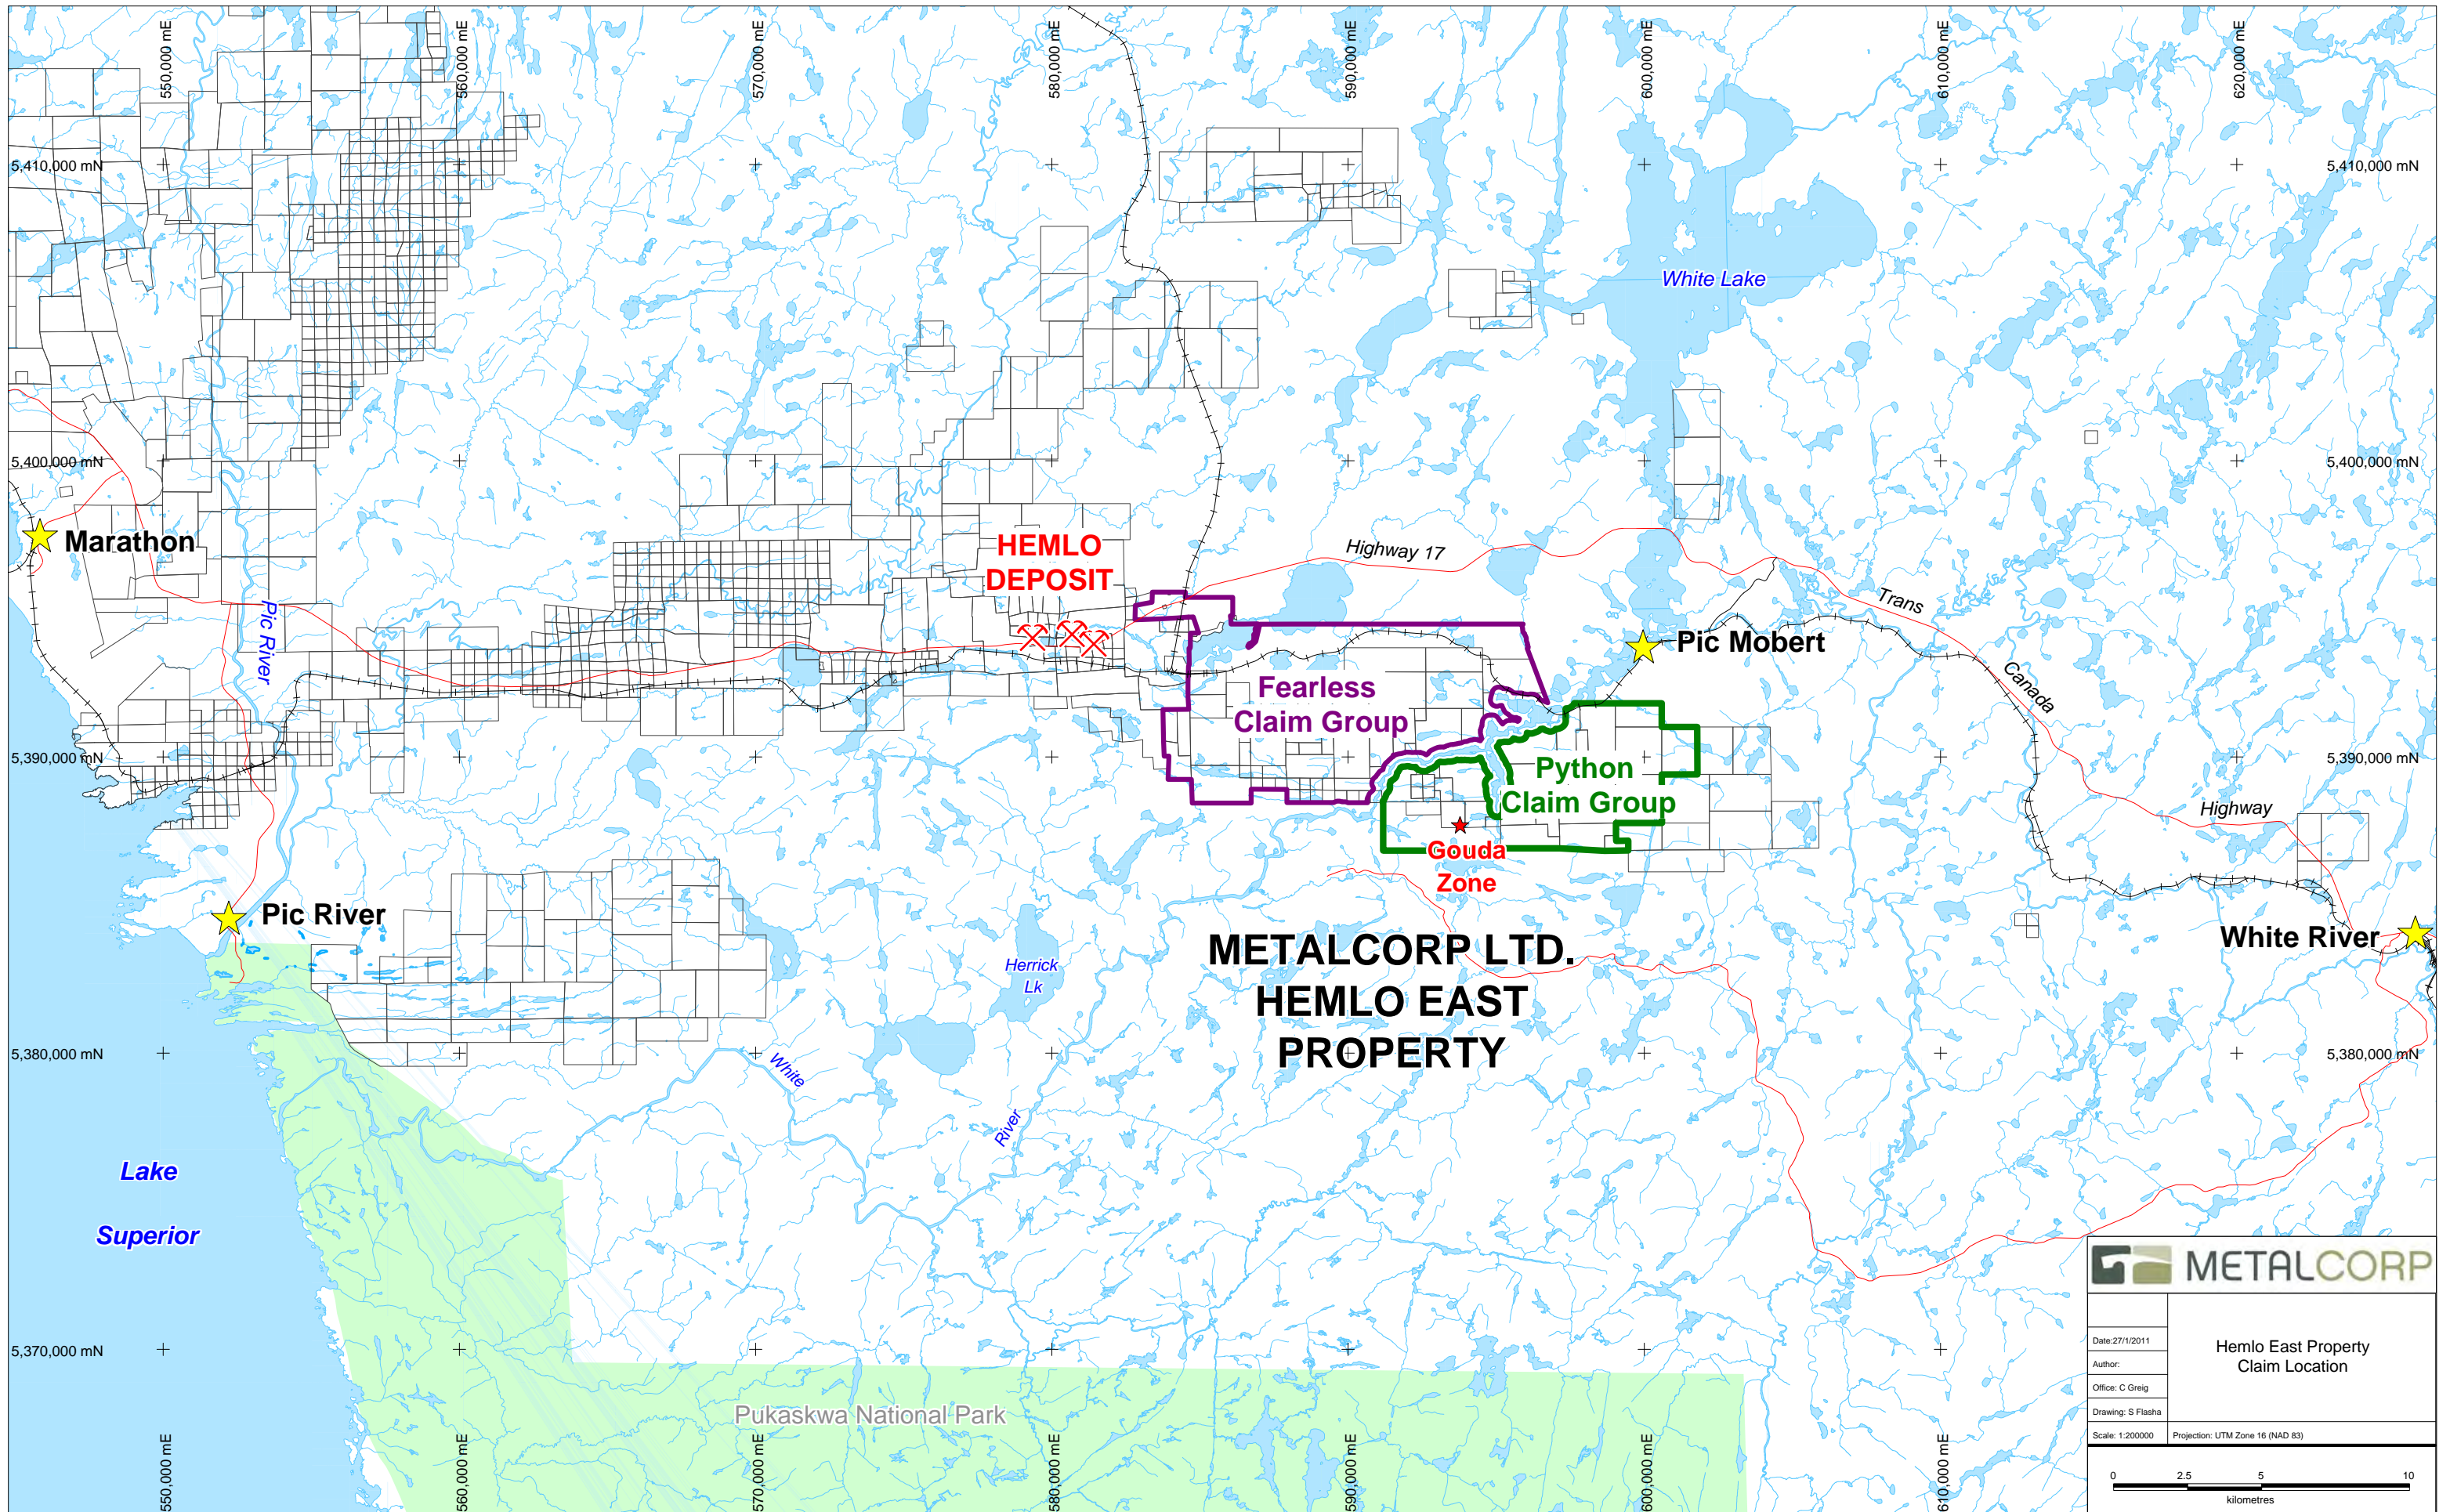 550,000 mE
560,000 mE
570,000 mE
580,000 mE
590,000 mE
600,000 mE
610,000 mE
620,000 mE
5,410,000 mN
5,410,000 mN
White Lake
5,400,000 mN
5,400,000 mN
Marathon
HEMLO
DEPOSIT
Highway 17
Trans
Canada
Highway
Pic River
Pic Mobert
Fearless
Claim Group
5,390,000 mN
5,390,000 mN
Python
Claim Group
Gouda
Zone
Pic River
White River
METALCORP LTD.
HEMLO EAST
PROPERTY
Herrick
Lk
5,380,000 mN
5,380,000 mN
White
River
Lake
Superior
5,370,000 mN
Pukaskwa National Park
550,000 mE
560,000 mE
570,000 mE
580,000 mE
590,000 mE
600,000 mE
610,000 mE
METALCORP
Hemlo East Property
Claim Location
Date:27/1/2011
Author:
Office: C Greig
Drawing: S Flasha
Scale: 1:200000
Projection: UTM Zone 16 (NAD 83)
0 2.5 5 10
kilometres